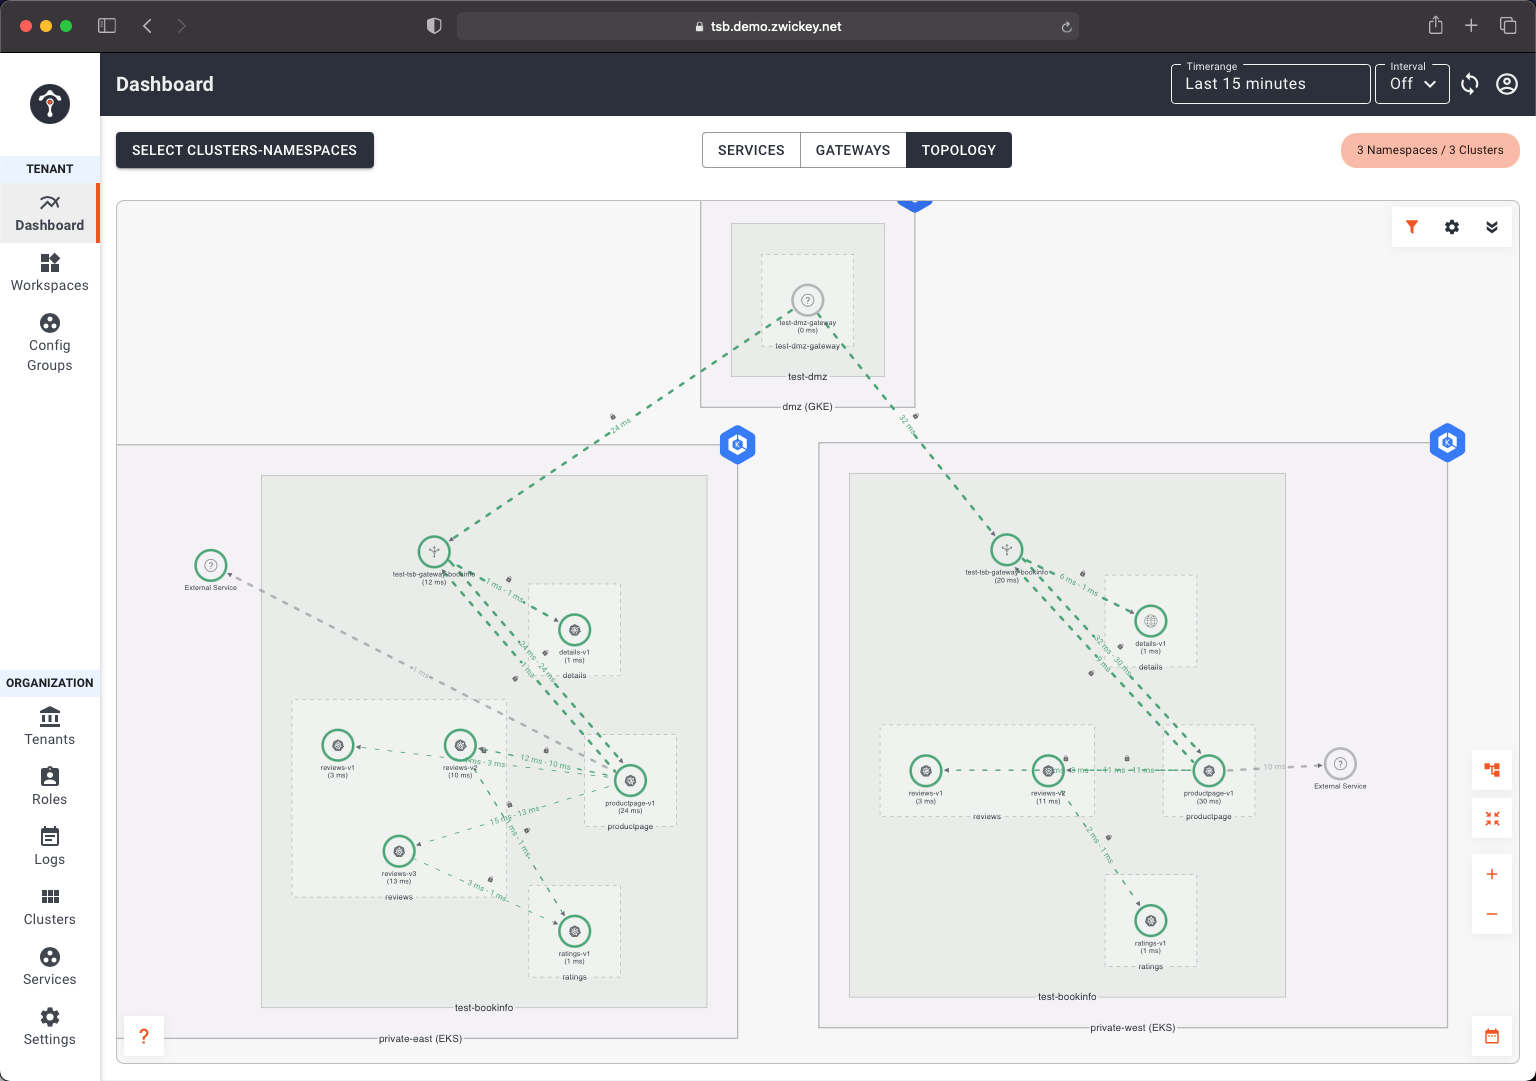 tsb.demo.zwickey.net
Dashboard
Timerange
Last 15 minutes
Interval
Off
TENANT
Dashboard
Workspaces
Config
Groups
ORGANIZATION
Tenants
Roles
Logs
Clusters
Services
Settings
SELECT CLUSTERS-NAMESPACES
SERVICES
GATEWAYS
TOPOLOGY
3 Namespaces / 3 Clusters
test-dmz-gateway
(0 ms)
test-dmz-gateway
test-dmz
dmz (GKE)
24 ms
32 ms
External Service
test-tsb-gateway-bookinfo
(12 ms)
1 ms - 1 ms
details-v1
(1 ms)
details
24 ms - 24 ms
1 ms
1 ms
reviews-v1
(3 ms)
reviews-v2
(10 ms)
ms - 3 ms
12 ms - 10 ms
productpage-v1
(24 ms)
productpage
15 ms - 13 ms
ms - 1 ms
reviews-v3
(13 ms)
reviews
3 ms - 1 ms
ratings-v1
(1 ms)
ratings
test-bookinfo
private-east (EKS)
test-tsb-gateway-bookinfo
(20 ms)
6 ms - 1 ms
details-v1
(1 ms)
details
32 ms - 30 ms
ms
reviews-v1
(3 ms)
reviews-v2
(11 ms)
reviews
11 ms - 11 ms
productpage-v1
(30 ms)
productpage
10 ms
External Service
2 ms - 1 ms
ratings-v1
(1 ms)
ratings
test-bookinfo
private-west (EKS)
?